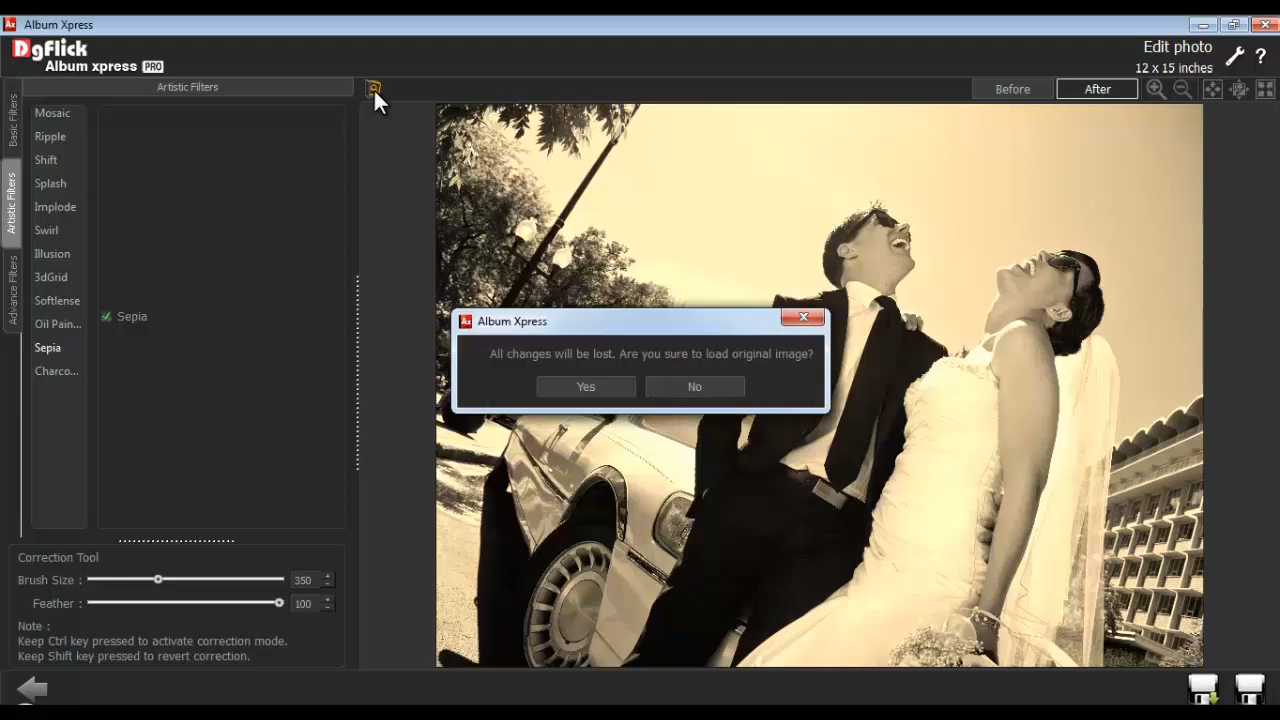 Album Xpress
DgFlick
Album xpress PRO
Edit photo
12 x 15 inches
?
Artistic Filters
Before
After
Basic Filters
Artistic Filters
Advance Filters
Mosaic
Ripple
Shift
Splash
Implode
Swirl
Illusion
3dGrid
Softlense
Oil Pain...
Sepia
Charco...
Sepia
Ax Album Xpress
All changes will be lost. Are you sure to load original image?
Yes
No
Correction Tool
Brush Size : 350
Feather : 100
Note :
Keep Ctrl key pressed to activate correction mode.
Keep Shift key pressed to revert correction.